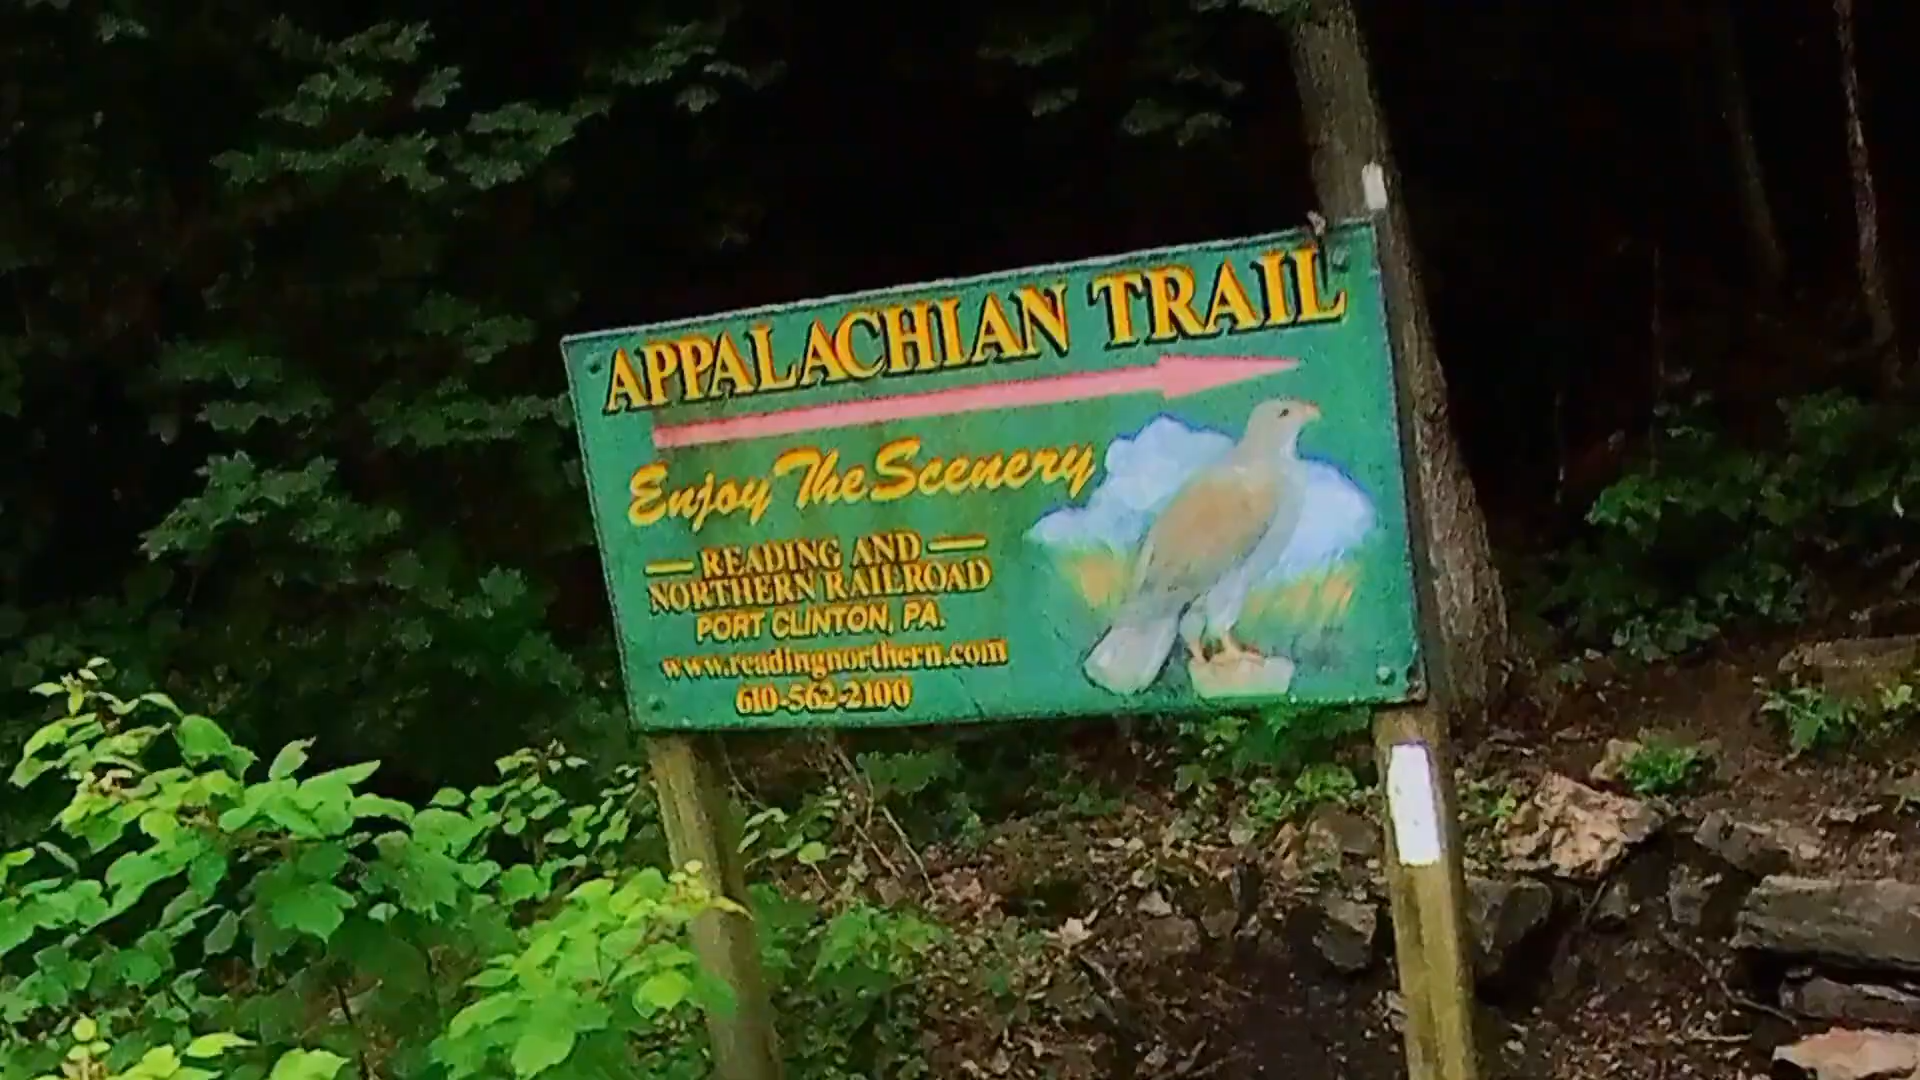 APPALACHIAN TRAIL
Enjoy The Scenery
READING AND
NORTHERN RAILROAD
PORT CLINTON, PA.
www.readingnorthern.com
610-562-2100